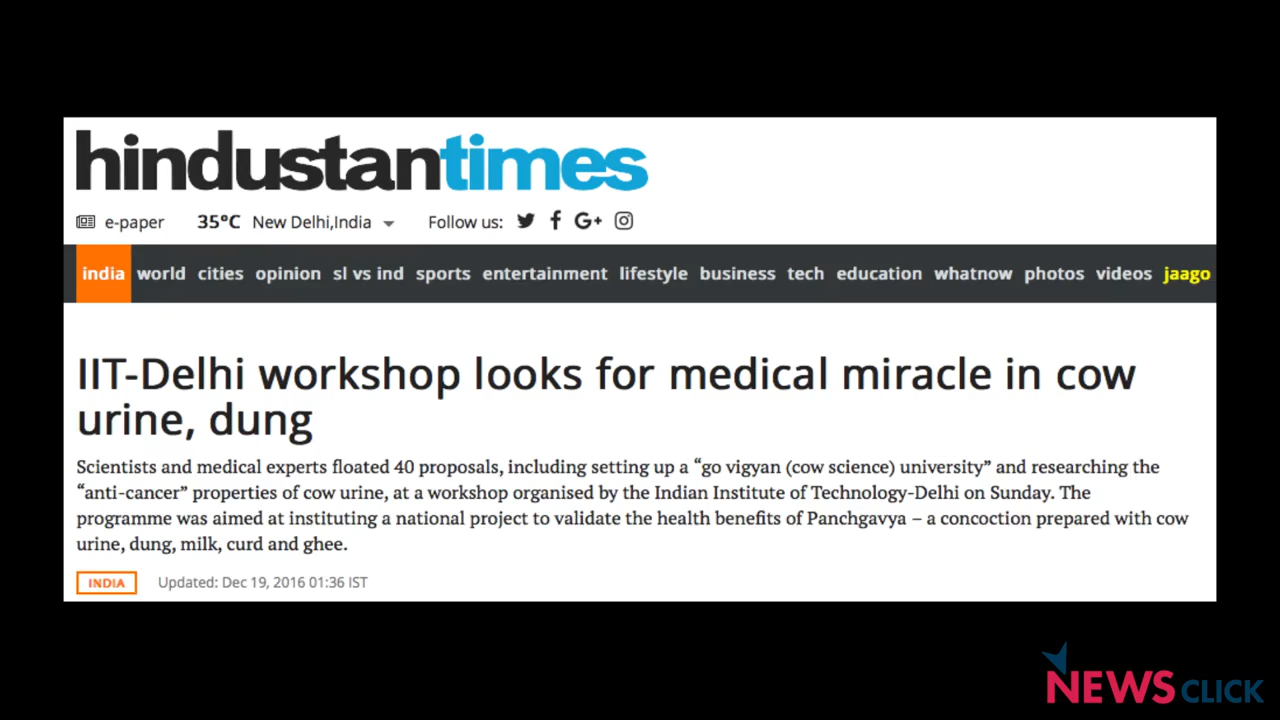 hindustantimes
e-paper 35°C New Delhi,India Follow us: G+
india world cities opinion sl vs ind sports entertainment lifestyle business tech education whatnow photos videos jaago
IIT-Delhi workshop looks for medical miracle in cow
urine, dung
Scientists and medical experts floated 40 proposals, including setting up a “go vigyan (cow science) university” and researching the
“anti-cancer” properties of cow urine, at a workshop organised by the Indian Institute of Technology-Delhi on Sunday. The
programme was aimed at instituting a national project to validate the health benefits of Panchgavya – a concoction prepared with cow
urine, dung, milk, curd and ghee.
INDIA Updated: Dec 19, 2016 01:36 IST
NEWSCLICK